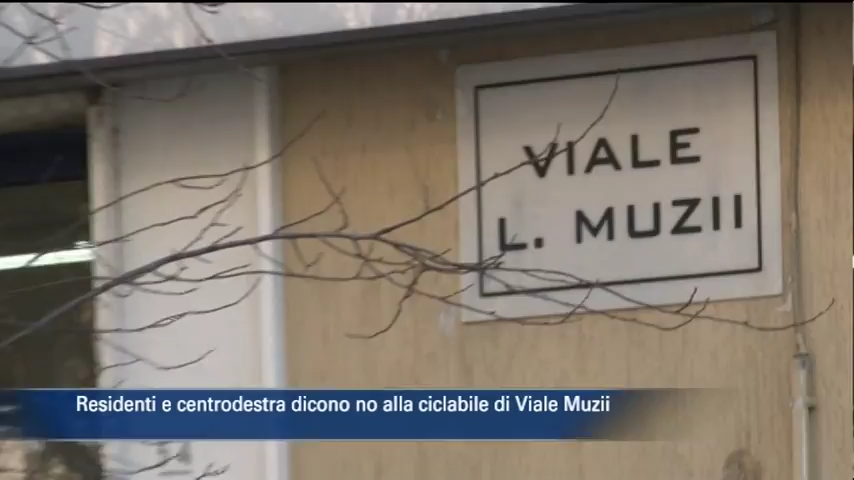 VIALE
L. MUZII
Residenti e centrodestra dicono no alla ciclabile di Viale Muzii